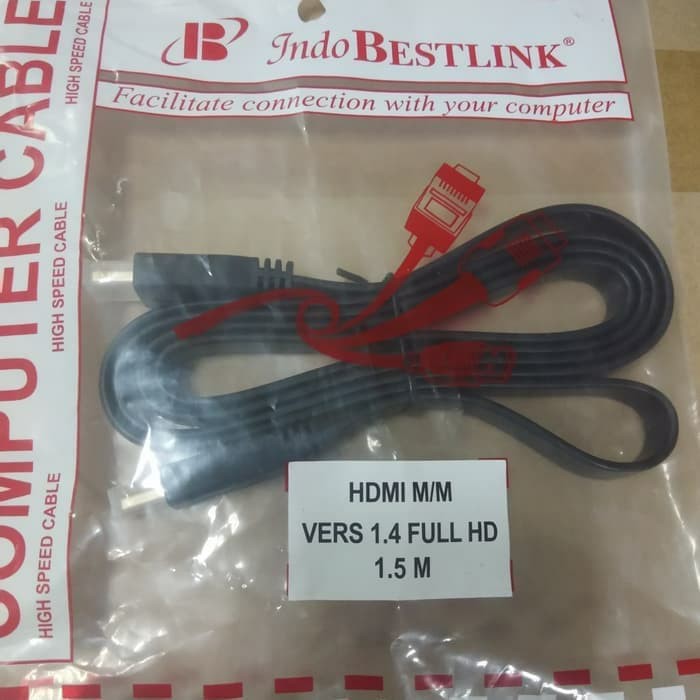 IndoBESTLINK®
Facilitate connection with your computer
COMPUTER CABLE
HIGH SPEED CABLE
HIGH SPEED CABLE
HIGH SPEED CABLE
HDMI M/M
VERS 1.4 FULL HD
1.5 M